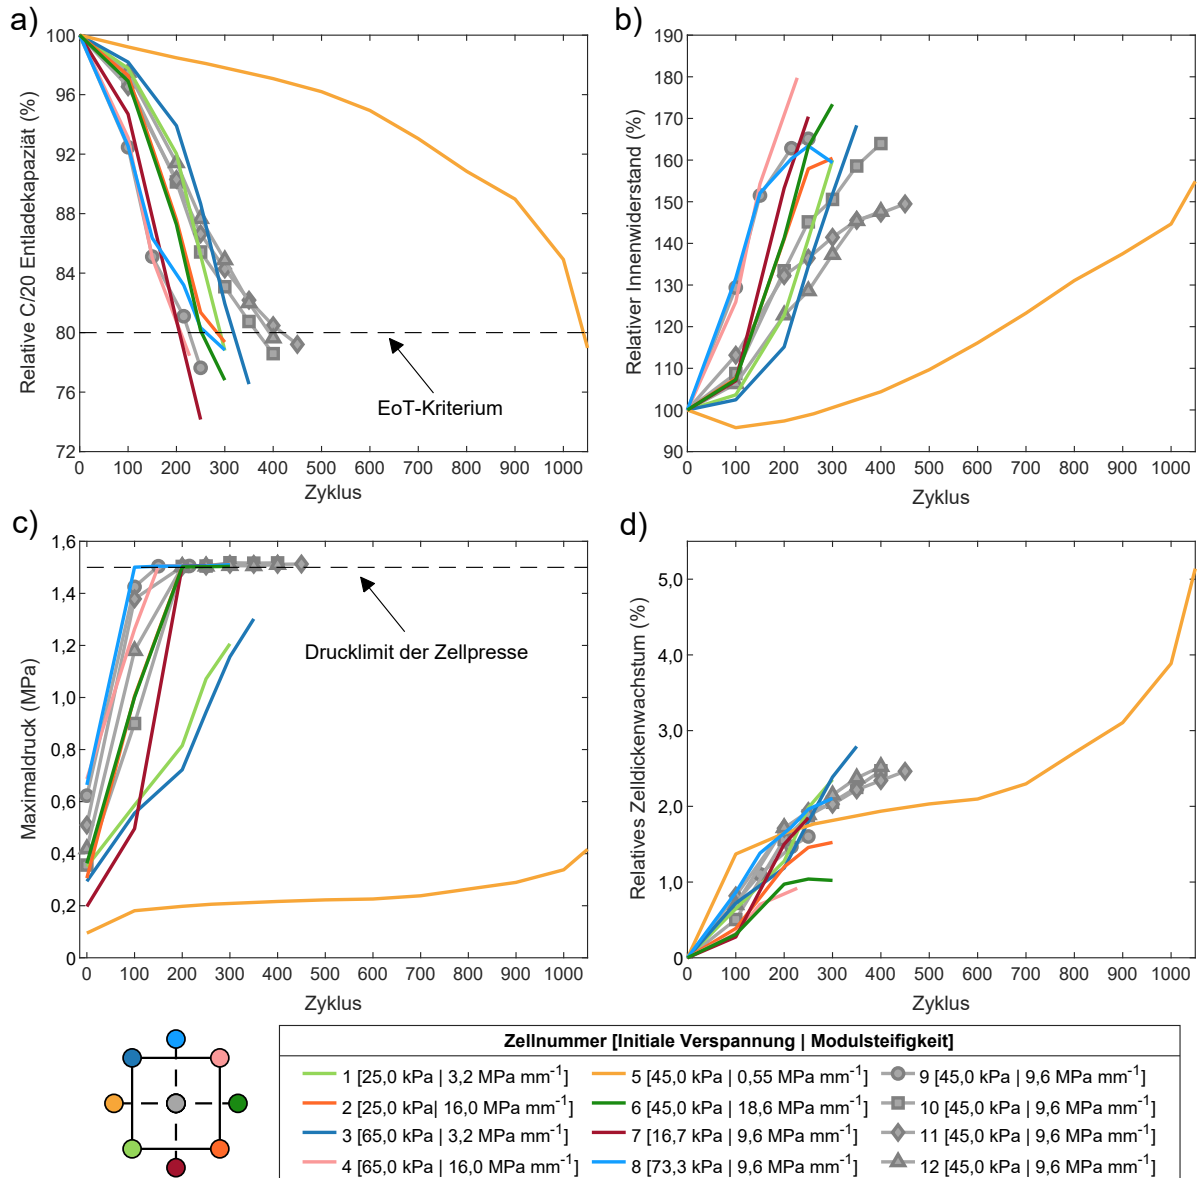 a)
100
96
92
88
84
80
76
72
Relative C/20 Entladekapaziät (%)
EoT-Kriterium
0 100 200 300 400 500 600 700 800 900 1000
Zyklus
b)
190
180
170
160
150
140
130
120
110
100
90
Relativer Innenwiderstand (%)
0 100 200 300 400 500 600 700 800 900 1000
Zyklus
c)
1,6
1,4
1,2
1,0
0,8
0,6
0,4
0,2
0
Maximaldruck (MPa)
Drucklimit der Zellpresse
0 100 200 300 400 500 600 700 800 900 1000
Zyklus
d)
5,0
4,0
3,0
2,0
1,0
0
Relatives Zelldickenwachstum (%)
0 100 200 300 400 500 600 700 800 900 1000
Zyklus
Zellnummer [Initiale Verspannung | Modulsteifigkeit]
1 [25,0 kPa | 3,2 MPa mm⁻¹]
2 [25,0 kPa| 16,0 MPa mm⁻¹]
3 [65,0 kPa | 3,2 MPa mm⁻¹]
4 [65,0 kPa | 16,0 MPa mm⁻¹]
5 [45,0 kPa | 0,55 MPa mm⁻¹]
6 [45,0 kPa | 18,6 MPa mm⁻¹]
7 [16,7 kPa | 9,6 MPa mm⁻¹]
8 [73,3 kPa | 9,6 MPa mm⁻¹]
9 [45,0 kPa | 9,6 MPa mm⁻¹]
10 [45,0 kPa | 9,6 MPa mm⁻¹]
11 [45,0 kPa | 9,6 MPa mm⁻¹]
12 [45,0 kPa | 9,6 MPa mm⁻¹]